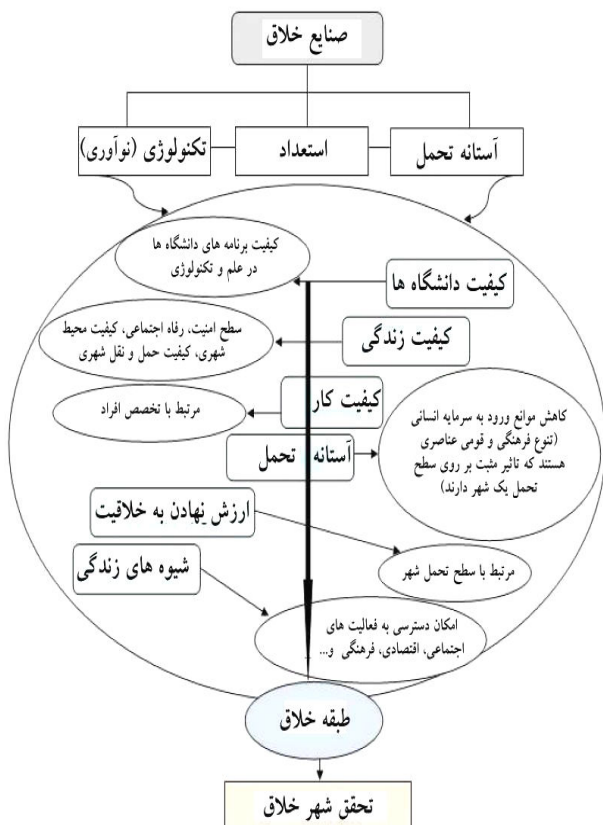 صنایع خلاق
آستانه تحمل
استعداد
تکنولوژی (نوآوری)
کیفیت برنامه های دانشگاه ها
در علم و تکنولوژی
کیفیت دانشگاه ها
کیفیت زندگی
سطح امنیت، رفاه اجتماعی، کیفیت محیط
شهری، کیفیت حمل و نقل شهری
کیفیت کار
مرتبط با تخصص افراد
کاهش موانع ورود به سرمایه انسانی
(تنوع فرهنگی و قومی عناصری
هستند که تاثیر مثبت بر روی سطح
تحمل یک شهر دارند)
آستانه تحمل
ارزش نهادن به خلاقیت
مرتبط با سطح تحمل شهر
شیوه های زندگی
امکان دسترسی به فعالیت های
اجتماعی، اقتصادی، فرهنگی و...
طبقه خلاق
تحقق شهر خلاق